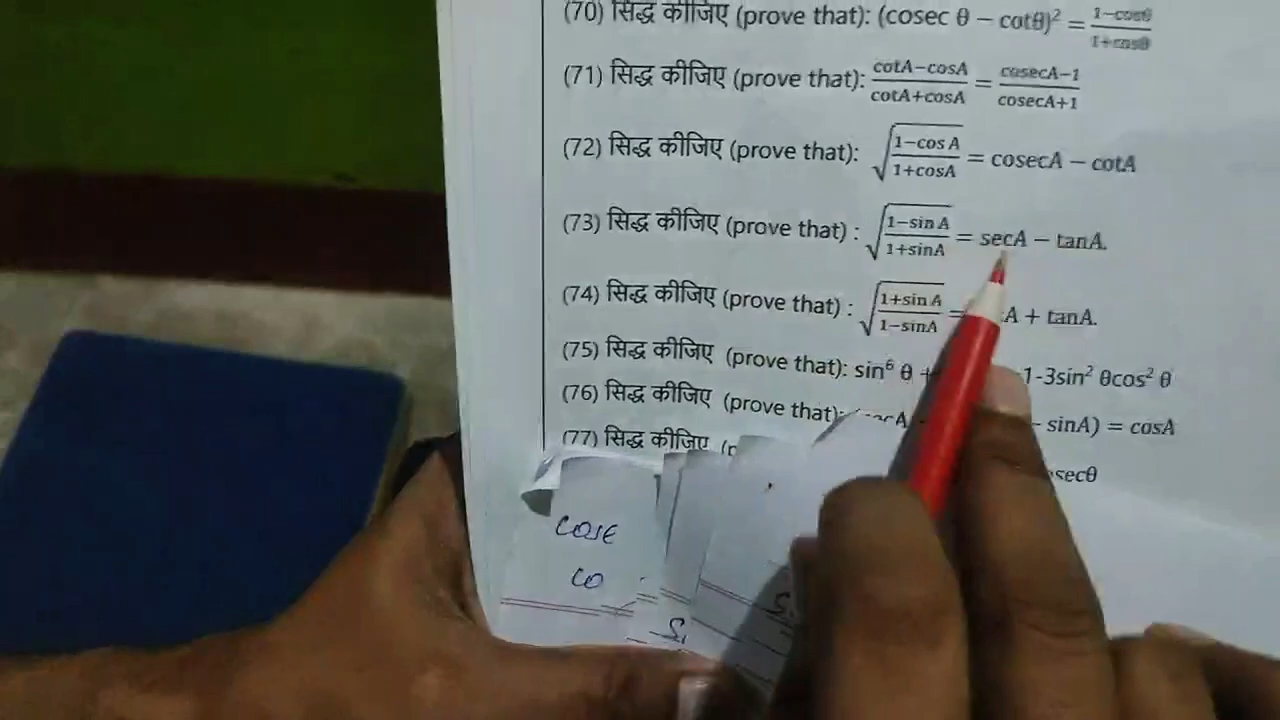 (70) सिद्ध कीजिए (prove that): (cosec θ − cotθ)² = 1−cosθ / 1+cosθ
(71) सिद्ध कीजिए (prove that): cotA−cosA / cotA+cosA = cosecA−1 / cosecA+1
(72) सिद्ध कीजिए (prove that): √(1−cos A / 1+cosA) = cosecA − cotA
(73) सिद्ध कीजिए (prove that) : √(1−sin A / 1+sinA) = secA − tanA.
(74) सिद्ध कीजिए (prove that) : √(1+sin A / 1−sinA) = A + tanA.
(75) सिद्ध कीजिए (prove that): sin⁶ θ + 1-3sin² θcos² θ
(76) सिद्ध कीजिए (prove that): sinA) = cosA
(77) सिद्ध कीजिए secθ
COSE
CO